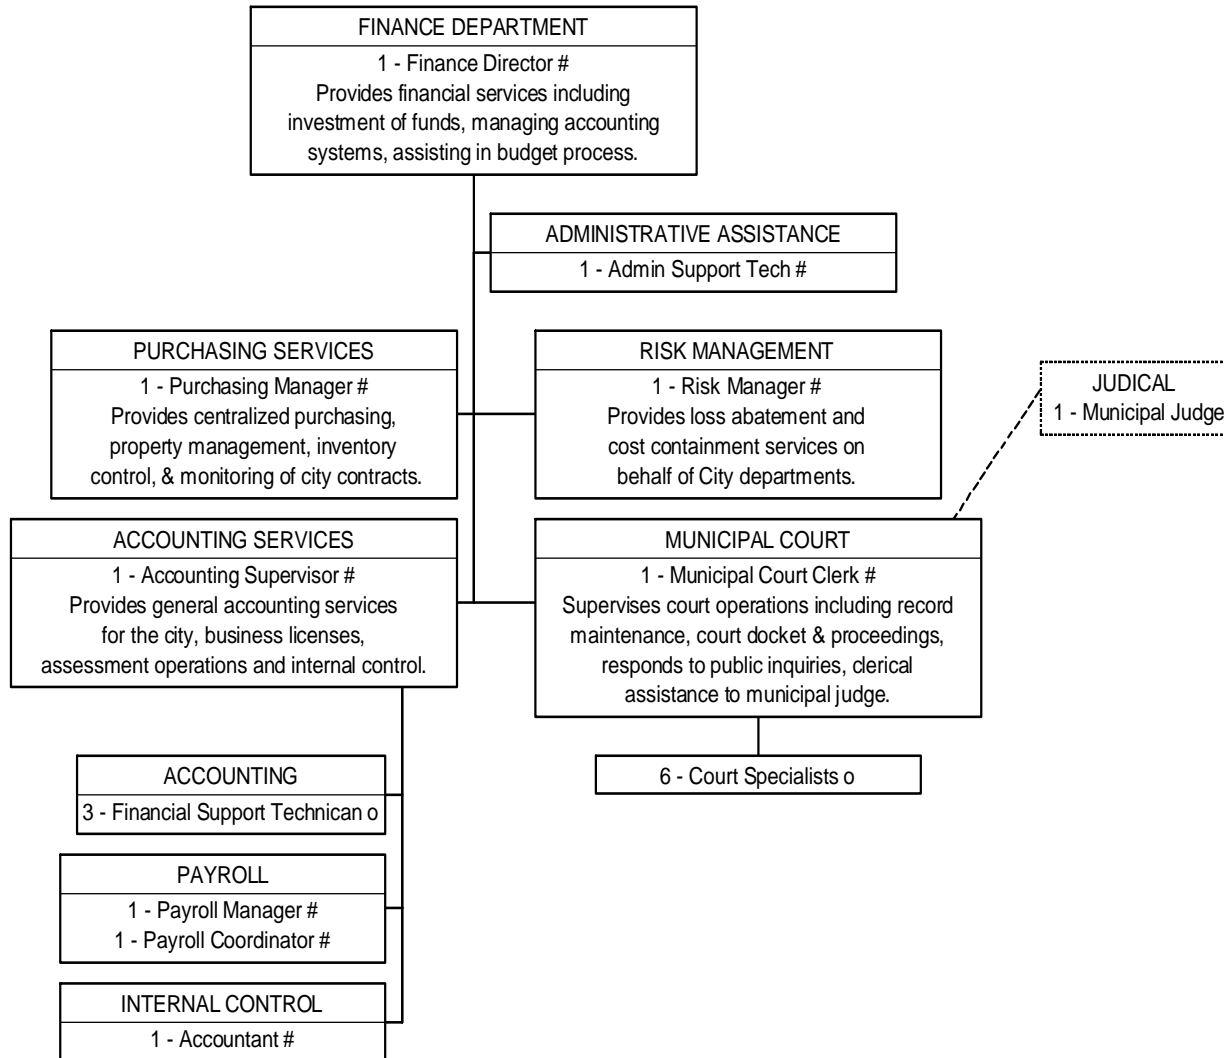 FINANCE DEPARTMENT
1 - Finance Director #
Provides financial services including
investment of funds, managing accounting
systems, assisting in budget process.
ADMINISTRATIVE ASSISTANCE
1 - Admin Support Tech #
PURCHASING SERVICES
1 - Purchasing Manager #
Provides centralized purchasing,
property management, inventory
control, & monitoring of city contracts.
RISK MANAGEMENT
1 - Risk Manager #
Provides loss abatement and
cost containment services on
behalf of City departments.
JUDICAL
1 - Municipal Judge
ACCOUNTING SERVICES
1 - Accounting Supervisor #
Provides general accounting services
for the city, business licenses,
assessment operations and internal control.
MUNICIPAL COURT
1 - Municipal Court Clerk #
Supervises court operations including record
maintenance, court docket & proceedings,
responds to public inquiries, clerical
assistance to municipal judge.
6 - Court Specialists o
ACCOUNTING
3 - Financial Support Technican o
PAYROLL
1 - Payroll Manager #
1 - Payroll Coordinator #
INTERNAL CONTROL
1 - Accountant #